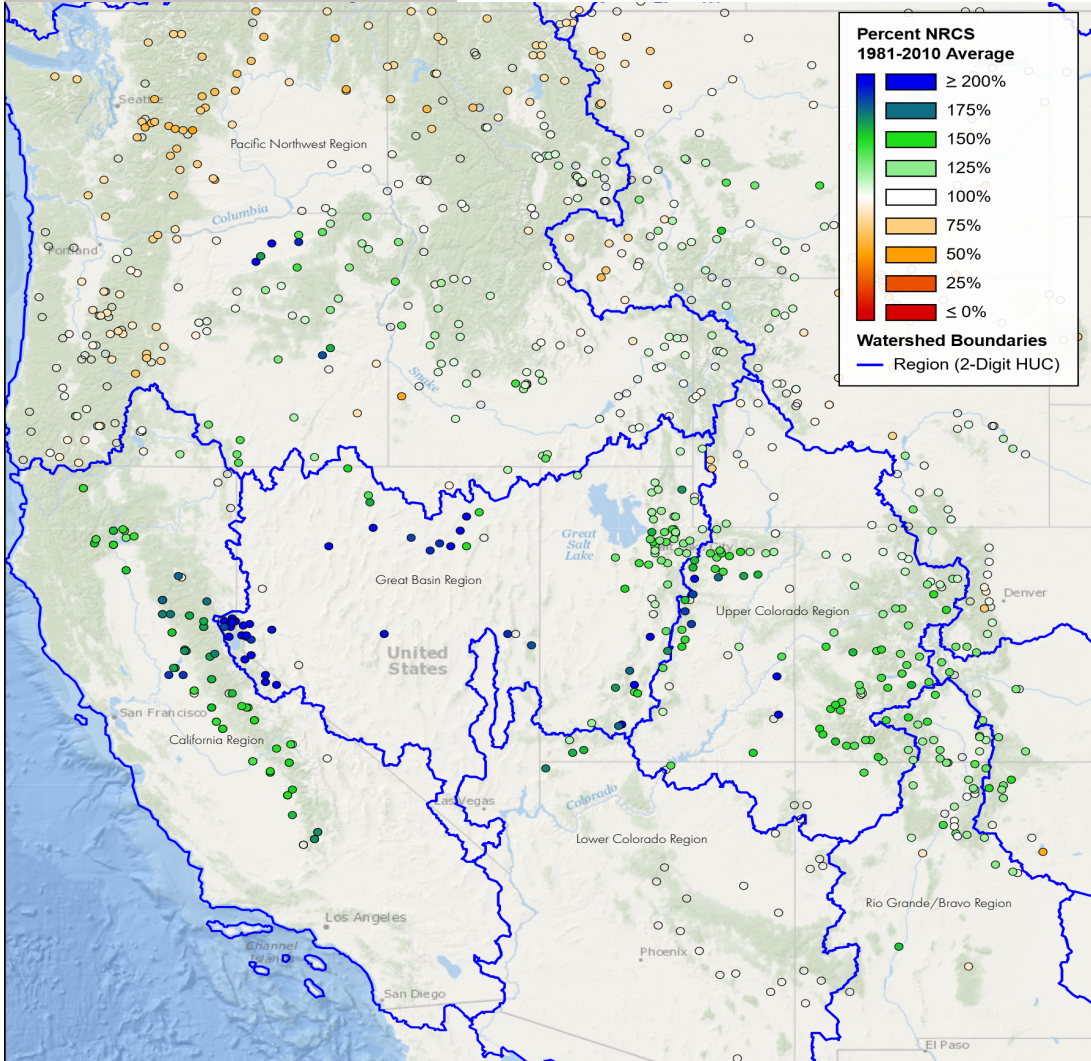 Percent NRCS
1981-2010 Average
≥ 200%
175%
150%
125%
100%
75%
50%
25%
≤ 0%
Watershed Boundaries
Region (2-Digit HUC)
Seattle
Pacific Northwest Region
Columbia
Portland
Snake
Great
Salt
Lake
City
Great Basin Region
Denver
Upper Colorado Region
United
States
San Francisco
California Region
Las Vegas
Colorado
Lower Colorado Region
Rio Grande/Bravo Region
Los Angeles
Channel
Phoenix
San Diego
El Paso